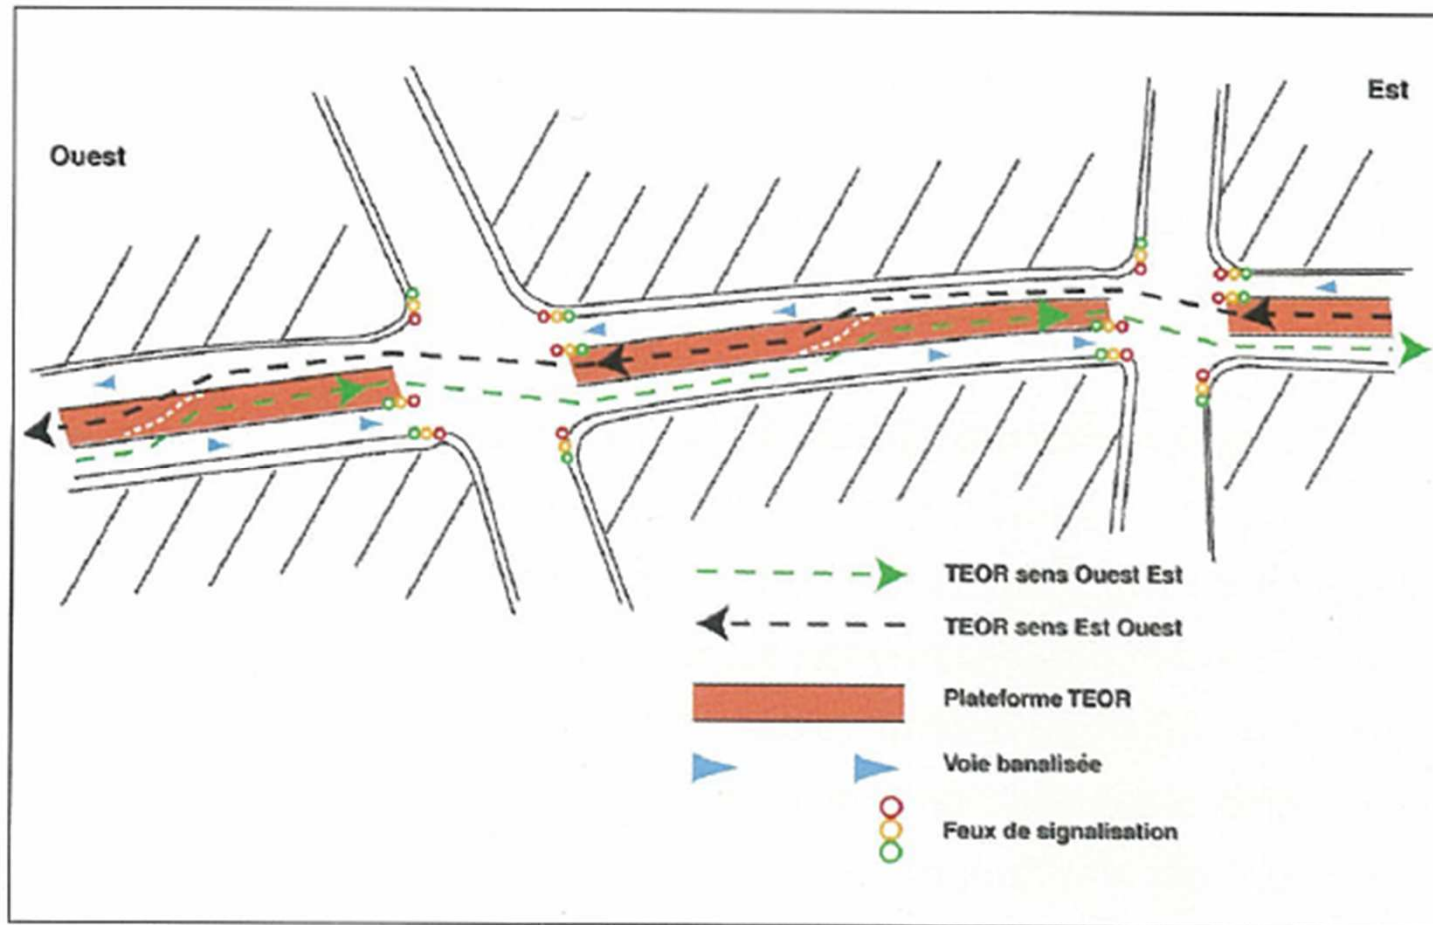 Est
Ouest
TEOR sens Ouest Est
TEOR sens Est Ouest
Plateforme TEOR
Voie banalisée
Feux de signalisation